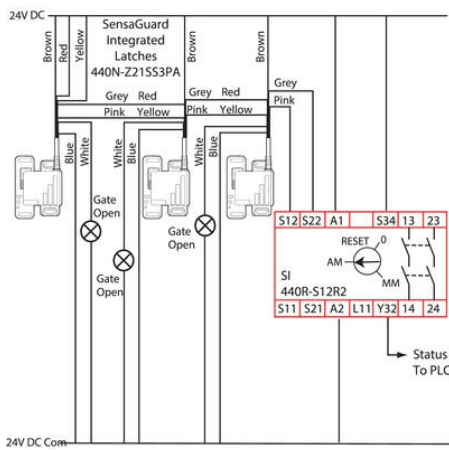 24V DC
SensaGuard
Integrated
Latches
440N-Z21SS3PA
Brown
Red
Yellow
Brown
Brown
Grey Red
Pink Yellow
Grey Red
Pink Yellow
Grey
Pink
Blue
White
White
Blue
White
Blue
Gate
Open
Gate
Open
Gate
Open
S12 S22 A1 S34 13 23
RESET 0
AM
MM
SI
440R-S12R2
S11 S21 A2 L11 Y32 14 24
Status
To PLC
24V DC Com